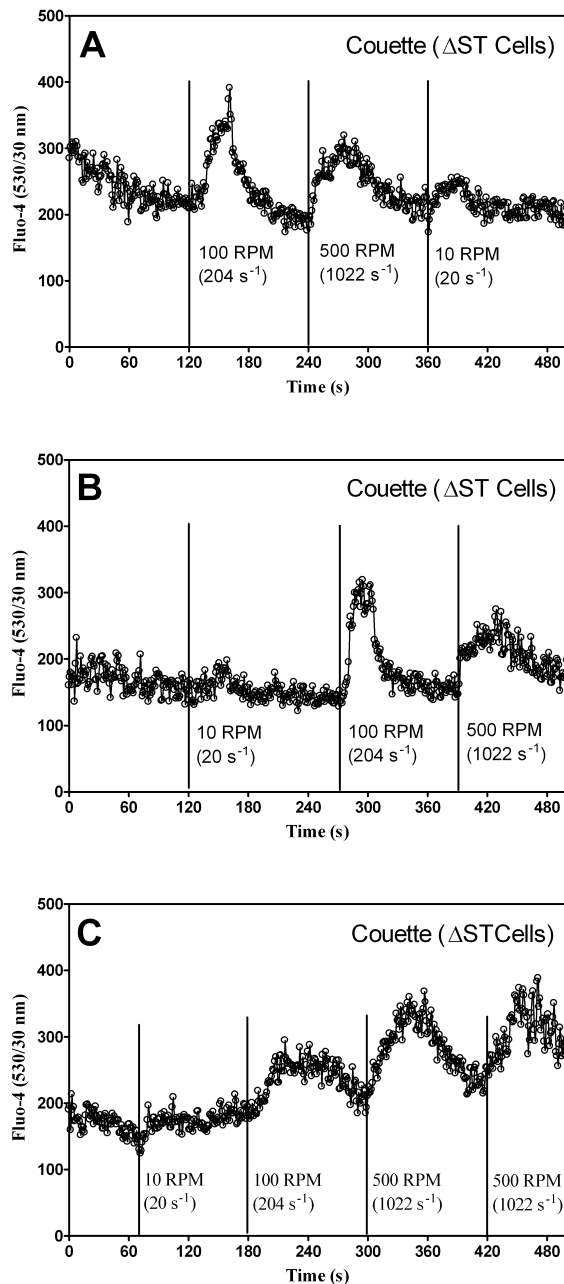 A
Couette (ΔST Cells)
500
400
300
200
100
0
Fluo-4 (530/30 nm)
100 RPM
(204 s⁻¹)
500 RPM
(1022 s⁻¹)
10 RPM
(20 s⁻¹)
0 60 120 180 240 300 360 420 480
Time (s)
B
Couette (ΔST Cells)
500
400
300
200
100
0
Fluo-4 (530/30 nm)
10 RPM
(20 s⁻¹)
100 RPM
(204 s⁻¹)
500 RPM
(1022 s⁻¹)
0 60 120 180 240 300 360 420 480
Time (s)
C
Couette (ΔSTCells)
500
400
300
200
100
0
Fluo-4 (530/30 nm)
10 RPM
(20 s⁻¹)
100 RPM
(204 s⁻¹)
500 RPM
(1022 s⁻¹)
500 RPM
(1022 s⁻¹)
0 60 120 180 240 300 360 420 480
Time (s)